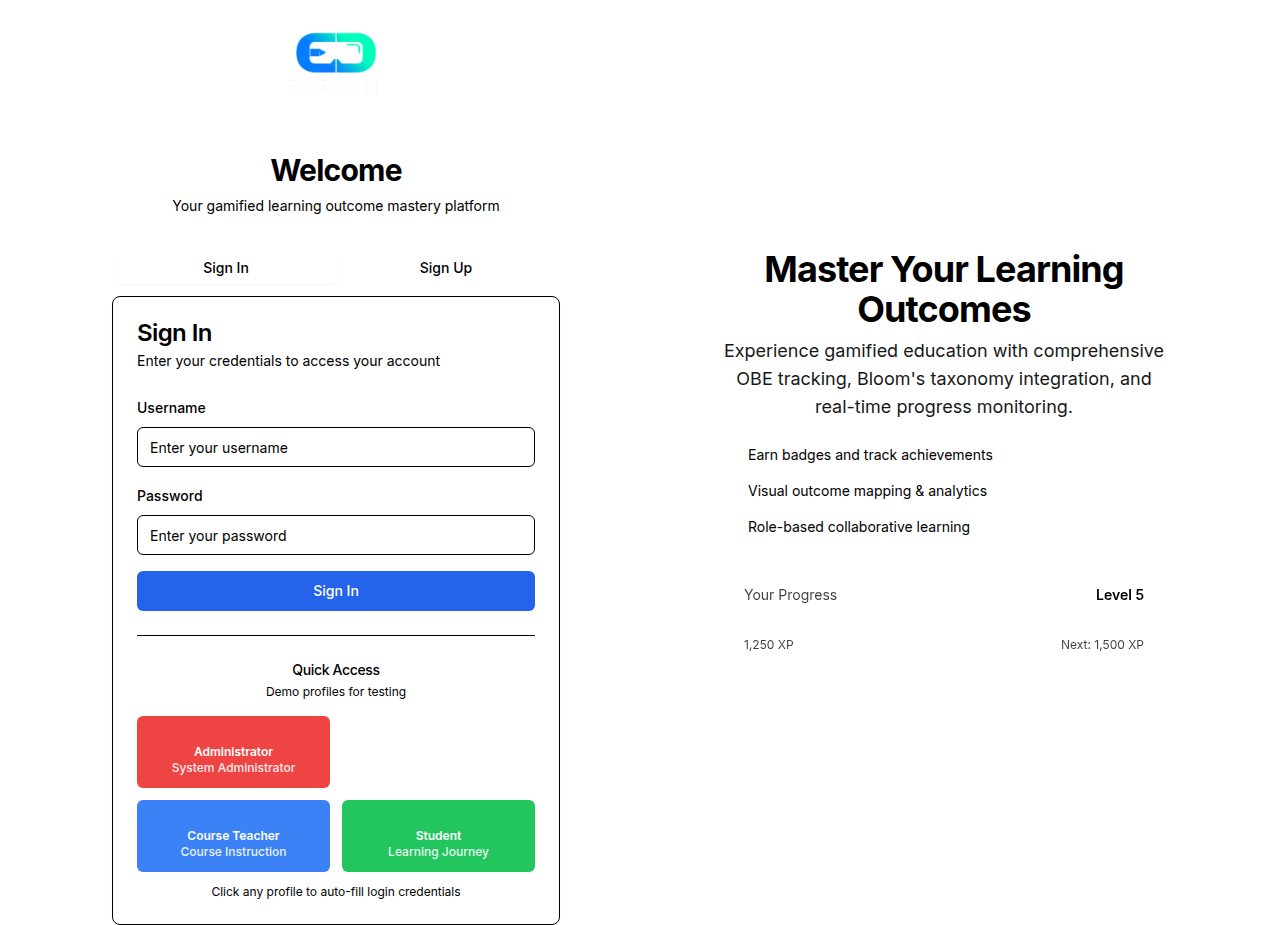 Welcome
Your gamified learning outcome mastery platform
Sign In
Sign Up
Sign In
Enter your credentials to access your account
Username
Enter your username
Password
Enter your password
Sign In
Quick Access
Demo profiles for testing
Administrator
System Administrator
Course Teacher
Course Instruction
Student
Learning Journey
Click any profile to auto-fill login credentials
Master Your Learning
Outcomes
Experience gamified education with comprehensive
OBE tracking, Bloom's taxonomy integration, and
real-time progress monitoring.
Earn badges and track achievements
Visual outcome mapping & analytics
Role-based collaborative learning
Your Progress
Level 5
1,250 XP
Next: 1,500 XP